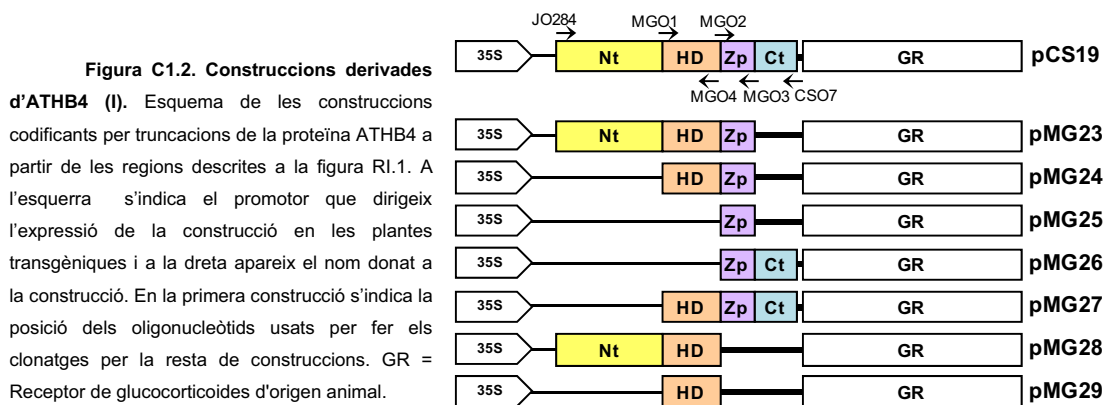 Figura C1.2. Construccions derivades
d'ATHB4 (I). Esquema de les construccions
codificants per truncacions de la proteïna ATHB4 a
partir de les regions descrites a la figura RI.1. A
l'esquerra s'indica el promotor que dirigeix
l'expressió de la construcció en les plantes
transgèniques i a la dreta apareix el nom donat a
la construcció. En la primera construcció s'indica la
posició dels oligonucleòtids usats per fer els
clonatges per la resta de construccions. GR =
Receptor de glucocorticoides d'origen animal.
JO284 MGO1 MGO2
35S Nt HD Zp Ct GR pCS19
MGO4 MGO3 CSO7
35S Nt HD Zp GR pMG23
35S HD Zp GR pMG24
35S Zp GR pMG25
35S Zp Ct GR pMG26
35S HD Zp Ct GR pMG27
35S Nt HD GR pMG28
35S HD GR pMG29